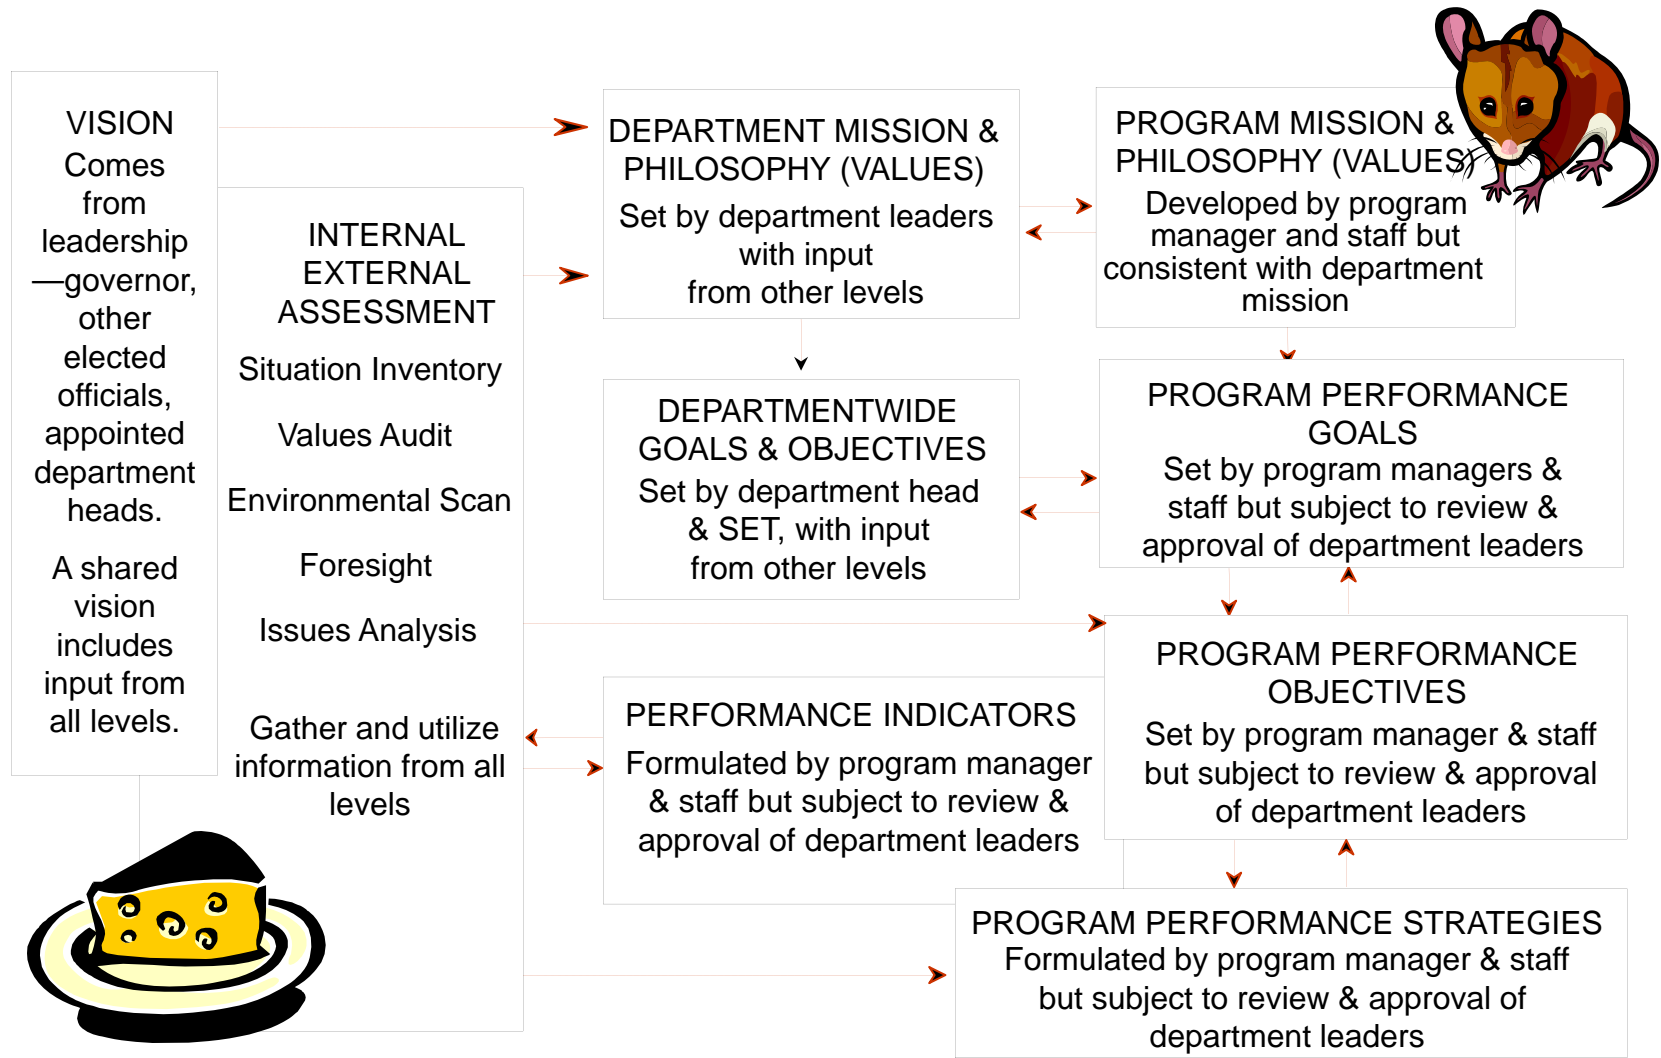 VISION
Comes
from
leadership
—governor,
other
elected
officials,
appointed
department
heads.
A shared
vision
includes
input from
all levels.
INTERNAL
EXTERNAL
ASSESSMENT
Situation Inventory
Values Audit
Environmental Scan
Foresight
Issues Analysis
Gather and utilize
information from all
levels
DEPARTMENT MISSION &
PHILOSOPHY (VALUES)
Set by department leaders
with input
from other levels
PROGRAM MISSION &
PHILOSOPHY (VALUES)
Developed by program
manager and staff but
consistent with department
mission
DEPARTMENTWIDE
GOALS & OBJECTIVES
Set by department head
& SET, with input
from other levels
PROGRAM PERFORMANCE
GOALS
Set by program managers &
staff but subject to review &
approval of department leaders
PERFORMANCE INDICATORS
Formulated by program manager
& staff but subject to review &
approval of department leaders
PROGRAM PERFORMANCE
OBJECTIVES
Set by program manager & staff
but subject to review & approval
of department leaders
PROGRAM PERFORMANCE STRATEGIES
Formulated by program manager & staff
but subject to review & approval of
department leaders